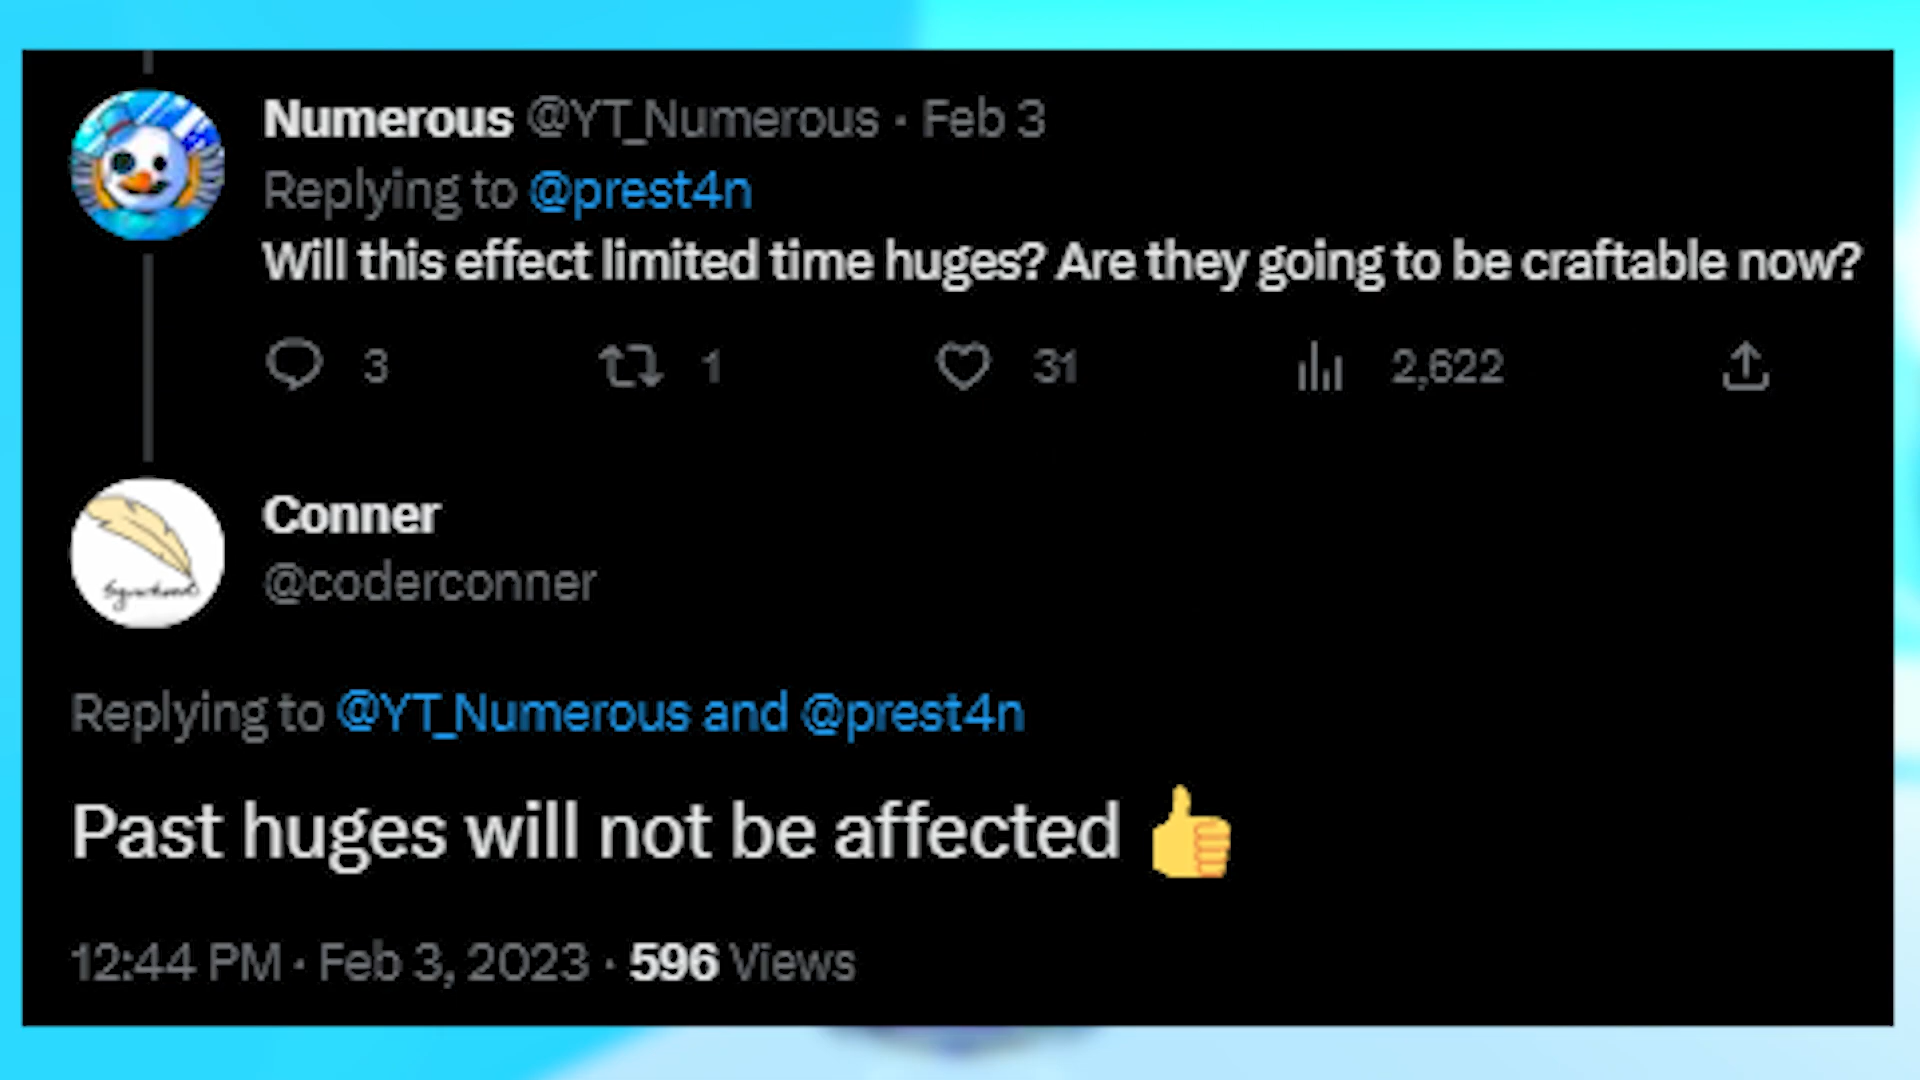 Numerous @YT_Numerous · Feb 3
Replying to @prest4n
Will this effect limited time huges? Are they going to be craftable now?
3 1 31 2,622
Conner
@coderconner
Replying to @YT_Numerous and @prest4n
Past huges will not be affected 👍
12:44 PM · Feb 3, 2023 · 596 Views